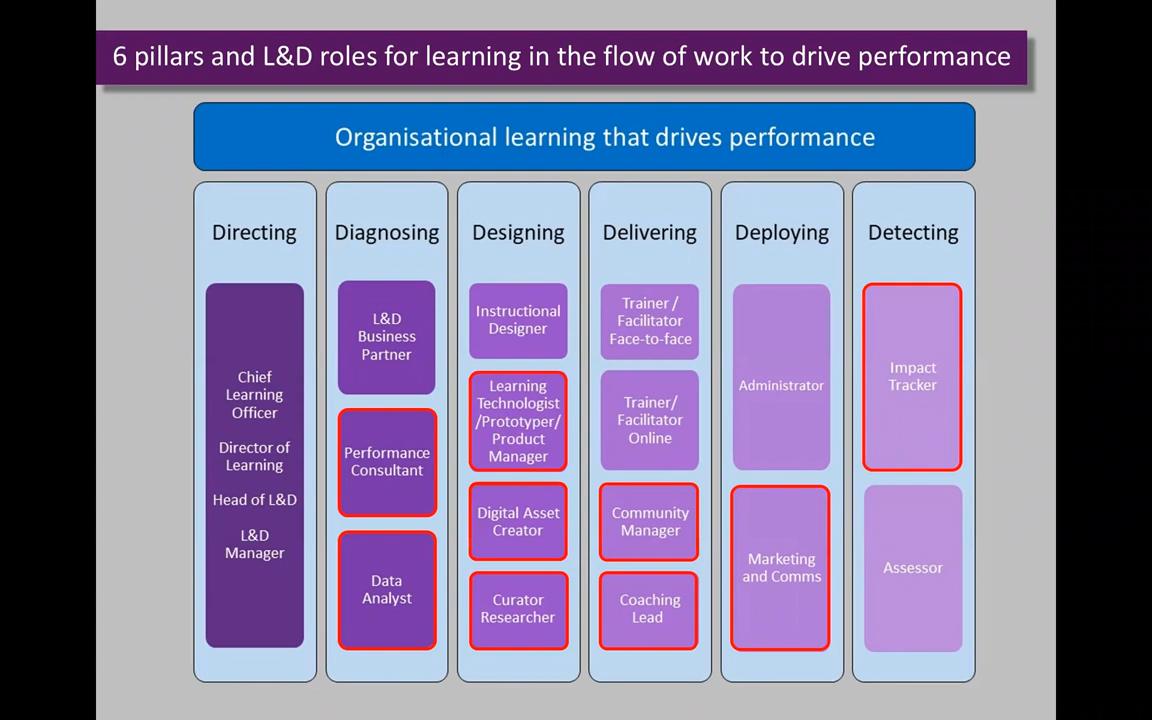 6 pillars and L&D roles for learning in the flow of work to drive performance
Organisational learning that drives performance
Directing
Chief
Learning
Officer
Director of
Learning
Head of L&D
L&D
Manager
Diagnosing
L&D
Business
Partner
Performance
Consultant
Data
Analyst
Designing
Instructional
Designer
Learning
Technologist
/Prototyper/
Product
Manager
Digital Asset
Creator
Curator
Researcher
Delivering
Trainer /
Facilitator
Face-to-face
Trainer/
Facilitator
Online
Community
Manager
Coaching
Lead
Deploying
Administrator
Marketing
and Comms
Detecting
Impact
Tracker
Assessor